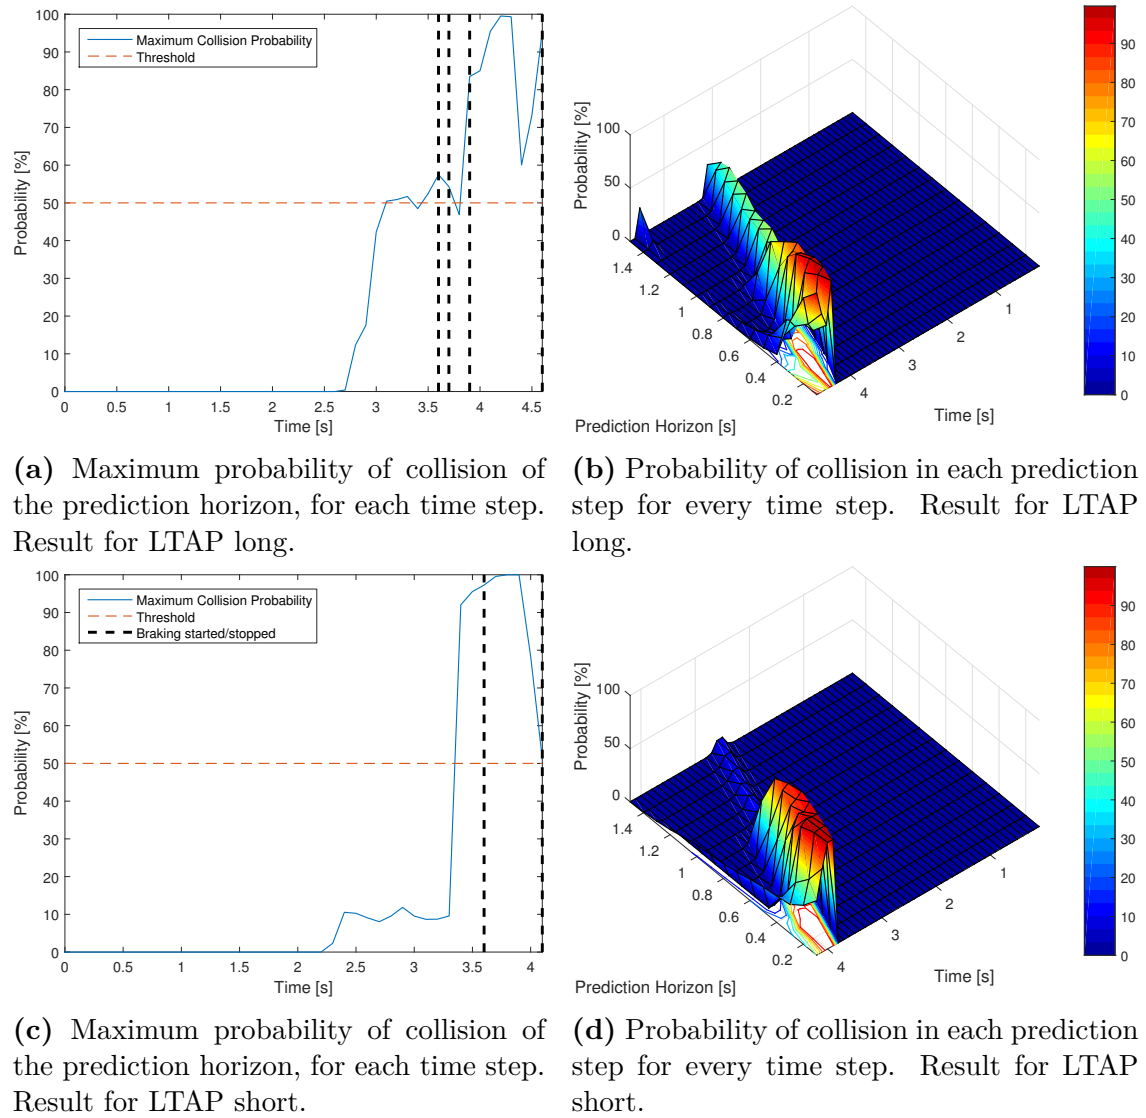 100
90
80
70
60
50
40
30
20
10
0
Probability [%]
Maximum Collision Probability
Threshold
0 0.5 1 1.5 2 2.5 3 3.5 4 4.5
Time [s]
100
50
0
Probability [%]
1.4 1.2 1 0.8 0.6 0.4 0.2
Prediction Horizon [s]
4 3 2 1
Time [s]
90
80
70
60
50
40
30
20
10
0
(a) Maximum probability of collision of
the prediction horizon, for each time step.
Result for LTAP long.
(b) Probability of collision in each prediction
step for every time step. Result for LTAP
long.
100
90
80
70
60
50
40
30
20
10
0
Probability [%]
Maximum Collision Probability
Threshold
Braking started/stopped
0 0.5 1 1.5 2 2.5 3 3.5 4
Time [s]
100
50
0
Probability [%]
1.4 1.2 1 0.8 0.6 0.4 0.2
Prediction Horizon [s]
4 3 2 1
Time [s]
90
80
70
60
50
40
30
20
10
0
(c) Maximum probability of collision of
the prediction horizon, for each time step.
Result for LTAP short.
(d) Probability of collision in each prediction
step for every time step. Result for LTAP
short.